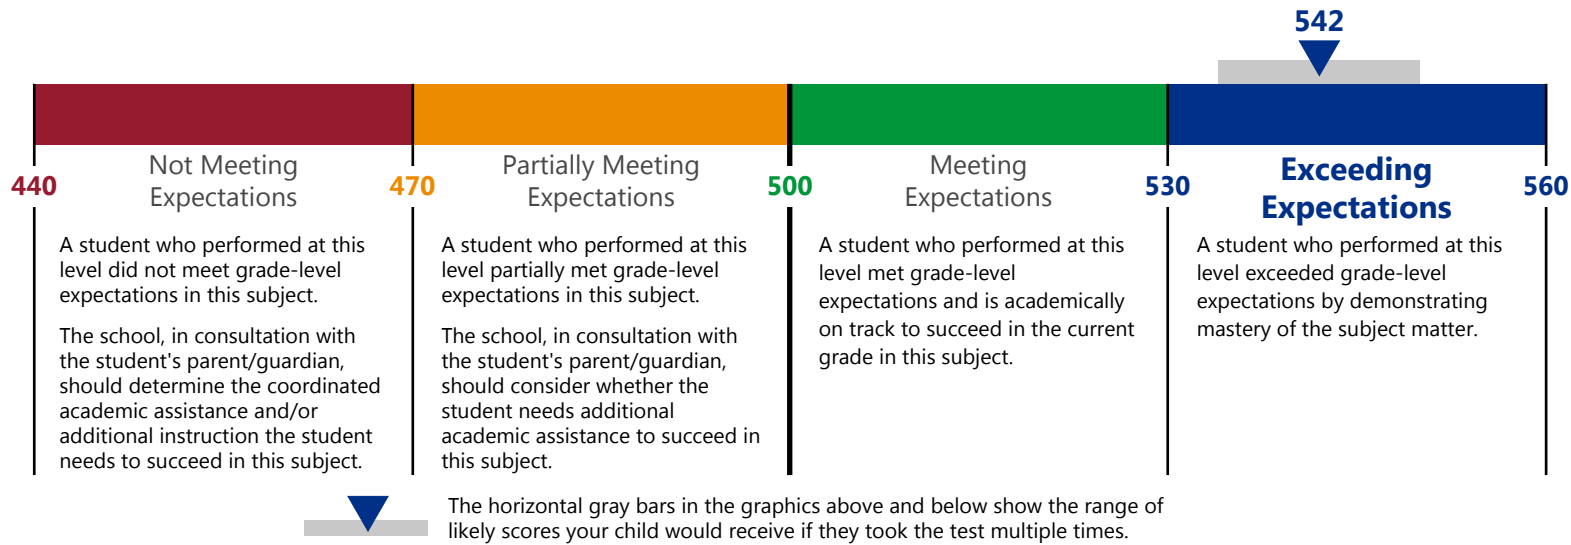 542
Not Meeting
Expectations
Partially Meeting
Expectations
Meeting
Expectations
Exceeding
Expectations
440
470
500
530
560
A student who performed at this
level did not meet grade-level
expectations in this subject.
The school, in consultation with
the student's parent/guardian,
should determine the coordinated
academic assistance and/or
additional instruction the student
needs to succeed in this subject.
A student who performed at this
level partially met grade-level
expectations in this subject.
The school, in consultation with
the student's parent/guardian,
should consider whether the
student needs additional
academic assistance to succeed in
this subject.
A student who performed at this
level met grade-level
expectations and is academically
on track to succeed in the current
grade in this subject.
A student who performed at this
level exceeded grade-level
expectations by demonstrating
mastery of the subject matter.
The horizontal gray bars in the graphics above and below show the range of
likely scores your child would receive if they took the test multiple times.